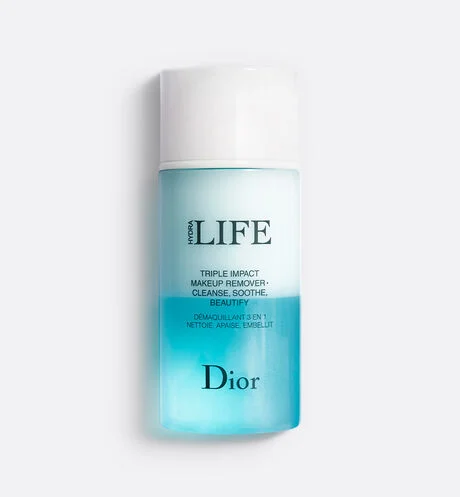 HYDRA LIFE
TRIPLE IMPACT
MAKEUP REMOVER•
CLEANSE, SOOTHE,
BEAUTIFY
DÉMAQUILLANT 3 EN 1
NETTOIE, APAISE, EMBELLIT
Dior